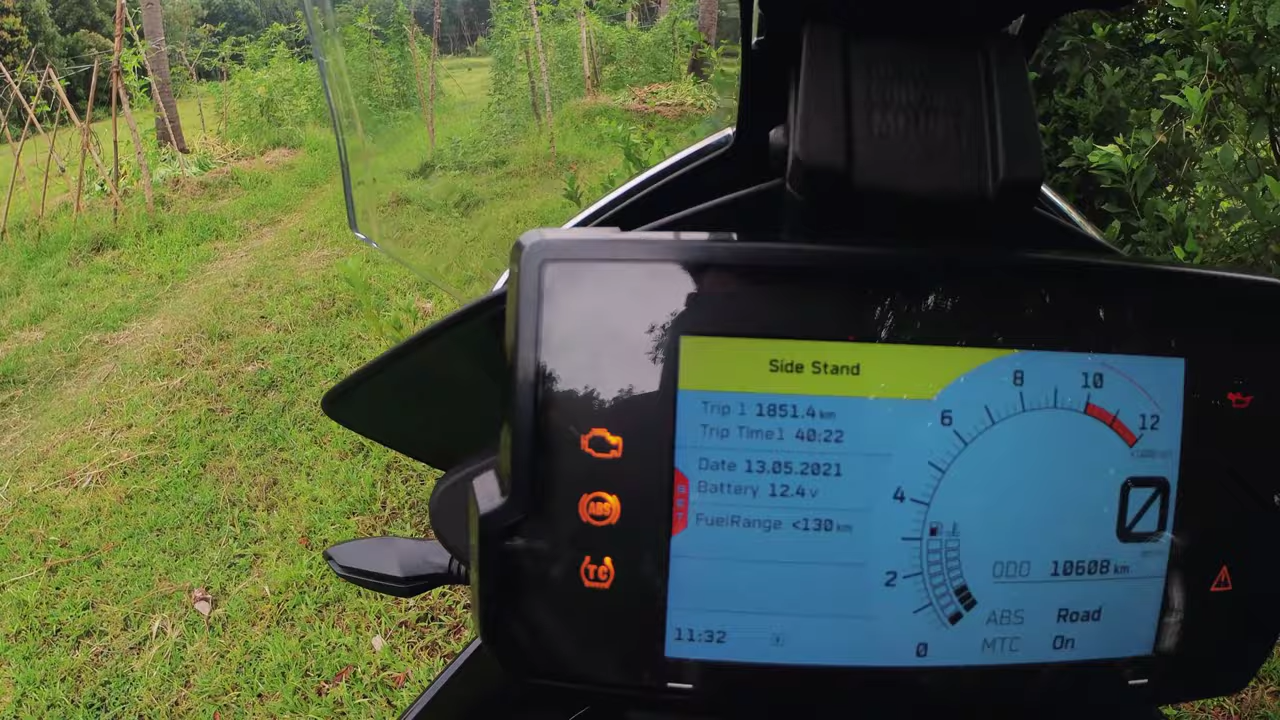 Side Stand
Trip 1 1851.4 km
Trip Time1 40:22
Date 13.05.2021
Battery 12.4 v
FuelRange <130 km
SET
11:32
ABS
TC
0
2
4
6
8
10
12
ODO 10608 km
ABS Road
MTC On